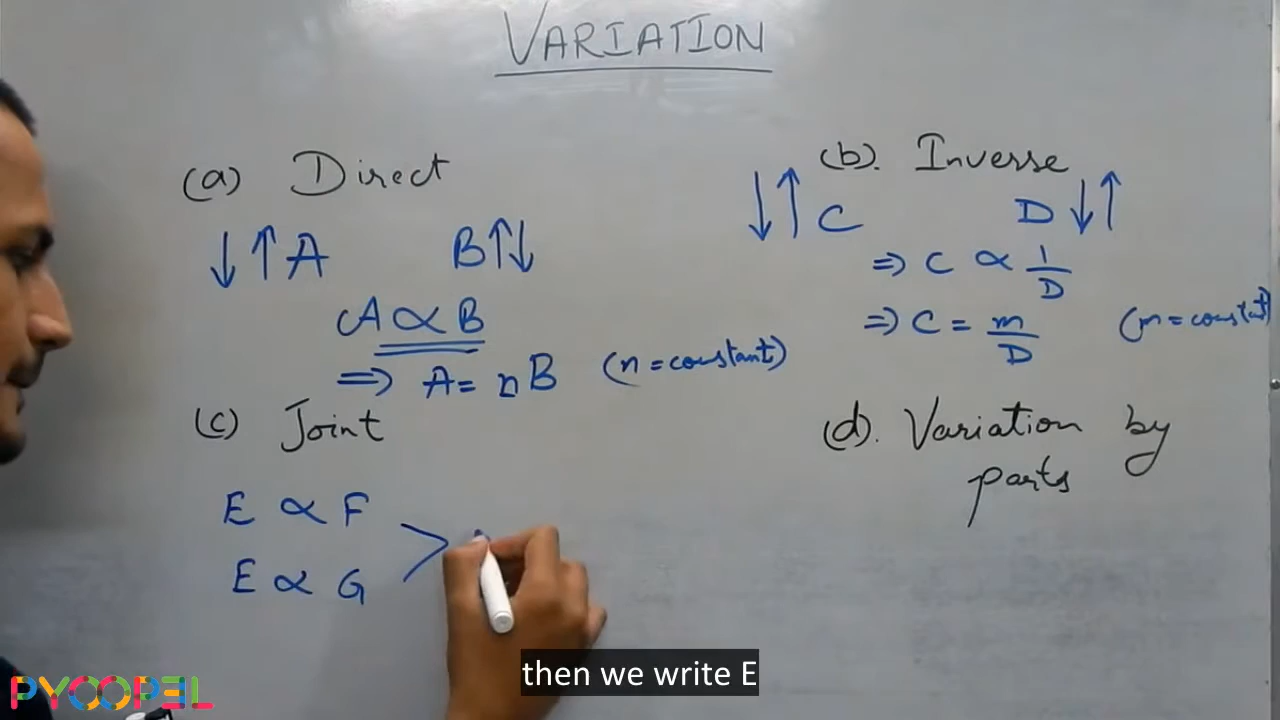 VARIATION
(a) Direct
↓↑A B↑↓
A ∝ B
⇒ A = nB (n = constant)
(b). Inverse
↓↑ C D ↓↑
⇒ C ∝ 1/D
⇒ C = m/D (m = constant)
(c) Joint
E ∝ F
E ∝ G
>
(d). Variation by
parts
then we write E
PYOOPEL